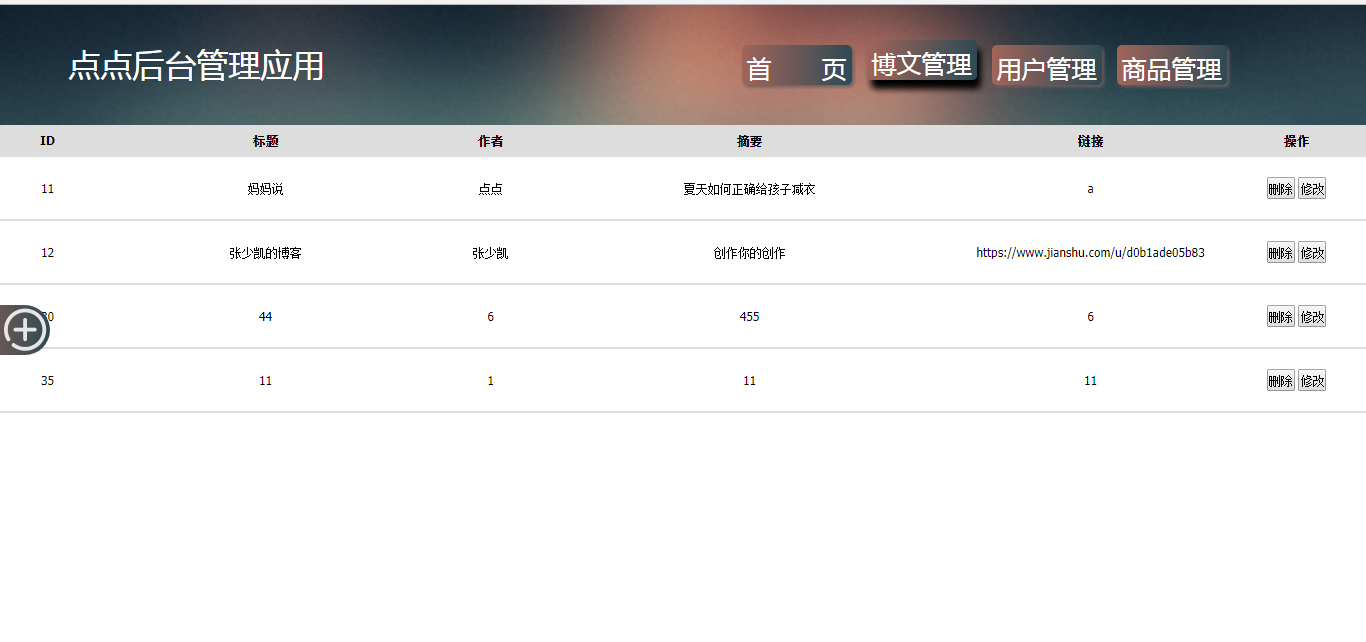 点点后台管理应用
首 页 博文管理 用户管理 商品管理
ID 标题 作者 摘要 链接 操作
11 妈妈说 点点 夏天如何正确给孩子减衣 a 删除 修改
12 张少凯的博客 张少凯 创作你的创作 https://www.jianshu.com/u/d0b1ade05b83 删除 修改
44 6 455 6 删除 修改
35 11 1 11 11 删除 修改